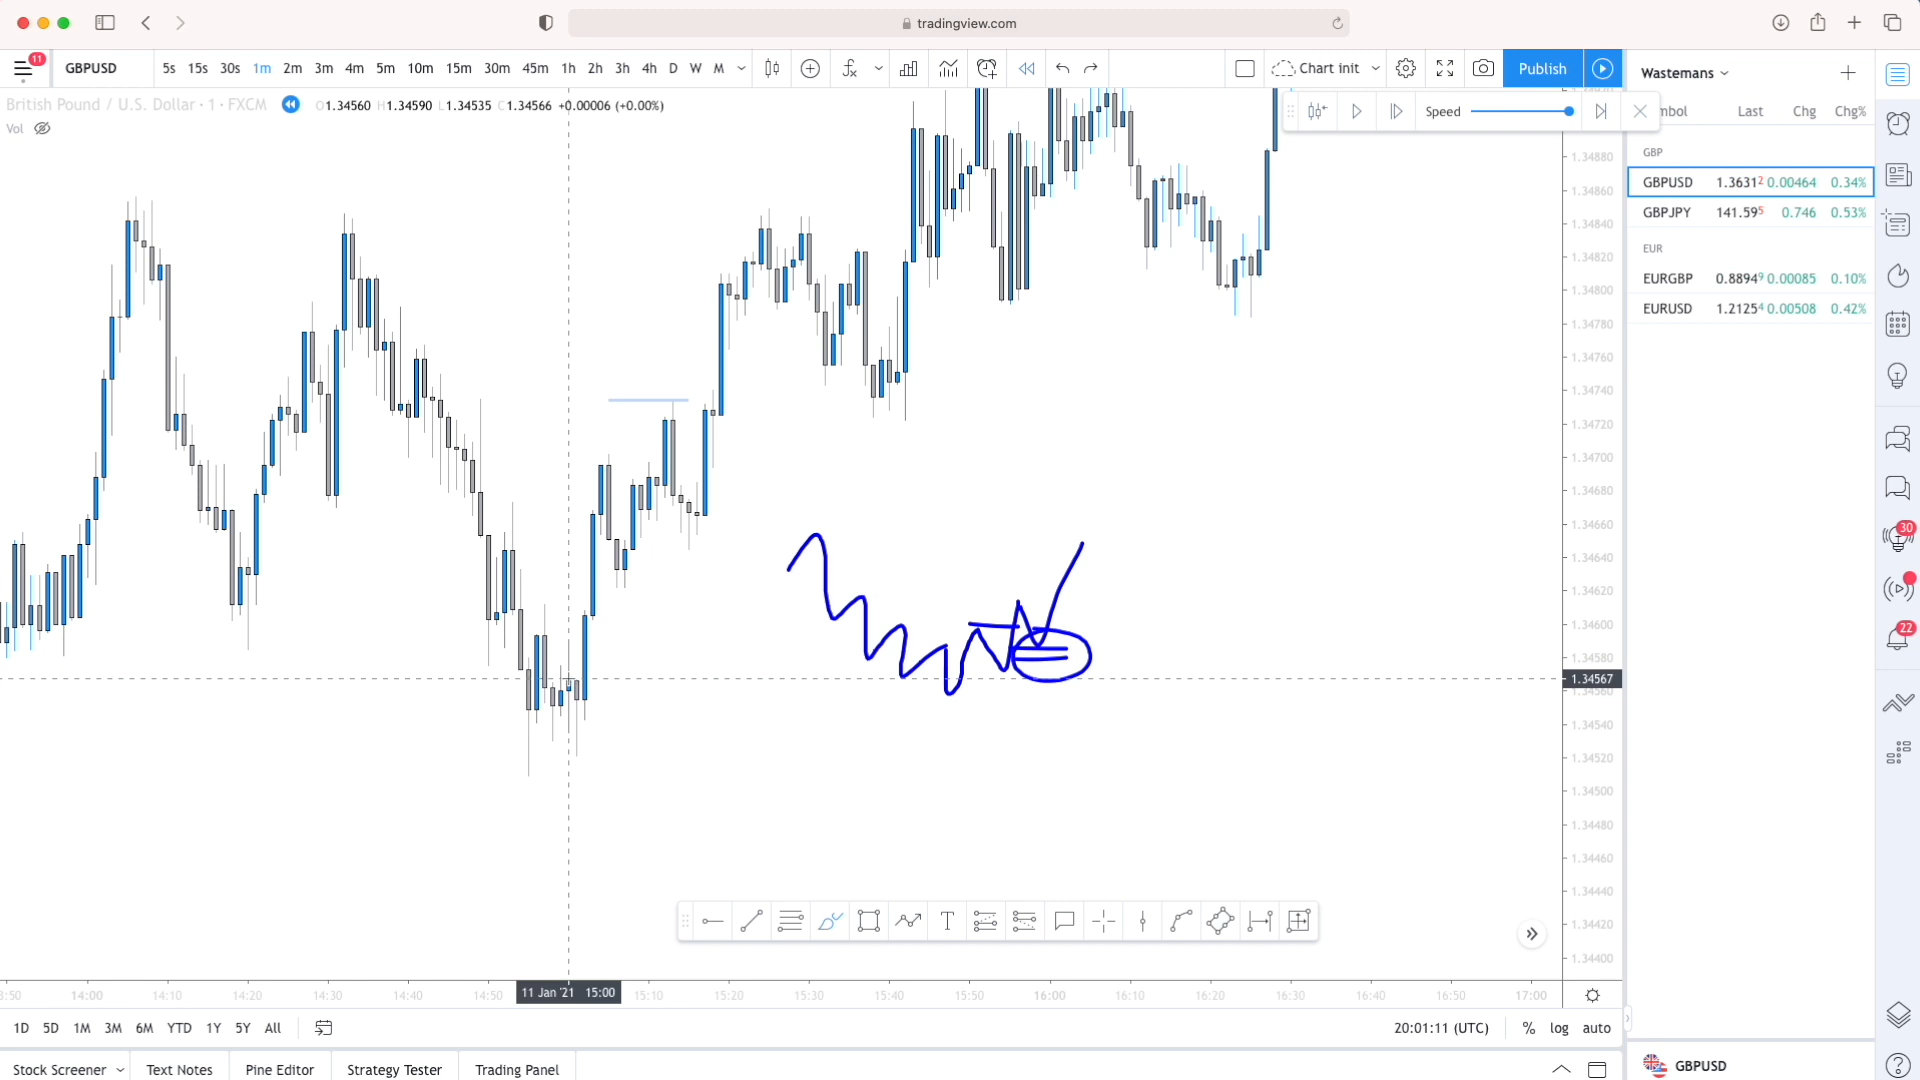 tradingview.com
11
GBPUSD 5s 15s 30s 1m 2m 3m 4m 5m 10m 15m 30m 45m 1h 2h 3h 4h D W M Chart init Publish
British Pound / U.S. Dollar · 1 · FXCM O1.34560 H1.34590 L1.34535 C1.34566 +0.00006 (+0.00%)
Vol
Speed
Wastemans
mbol Last Chg Chg%
GBP
GBPUSD 1.36312 0.00464 0.34%
GBPJPY 141.595 0.746 0.53%
EUR
EURGBP 0.88949 0.00085 0.10%
EURUSD 1.21254 0.00508 0.42%
1.34880
1.34860
1.34840
1.34820
1.34800
1.34780
1.34760
1.34740
1.34720
1.34700
1.34680
1.34660
1.34640
1.34620
1.34600
1.34580
1.34567
1.34560
1.34540
1.34520
1.34500
1.34480
1.34460
1.34440
1.34420
1.34400
30
22
3:50 14:00 14:10 14:20 14:30 14:40 14:50 11 Jan '21 15:00 15:10 15:20 15:30 15:40 15:50 16:00 16:10 16:20 16:30 16:40 16:50 17:00
1D 5D 1M 3M 6M YTD 1Y 5Y All 20:01:11 (UTC) % log auto
Stock Screener Text Notes Pine Editor Strategy Tester Trading Panel GBPUSD